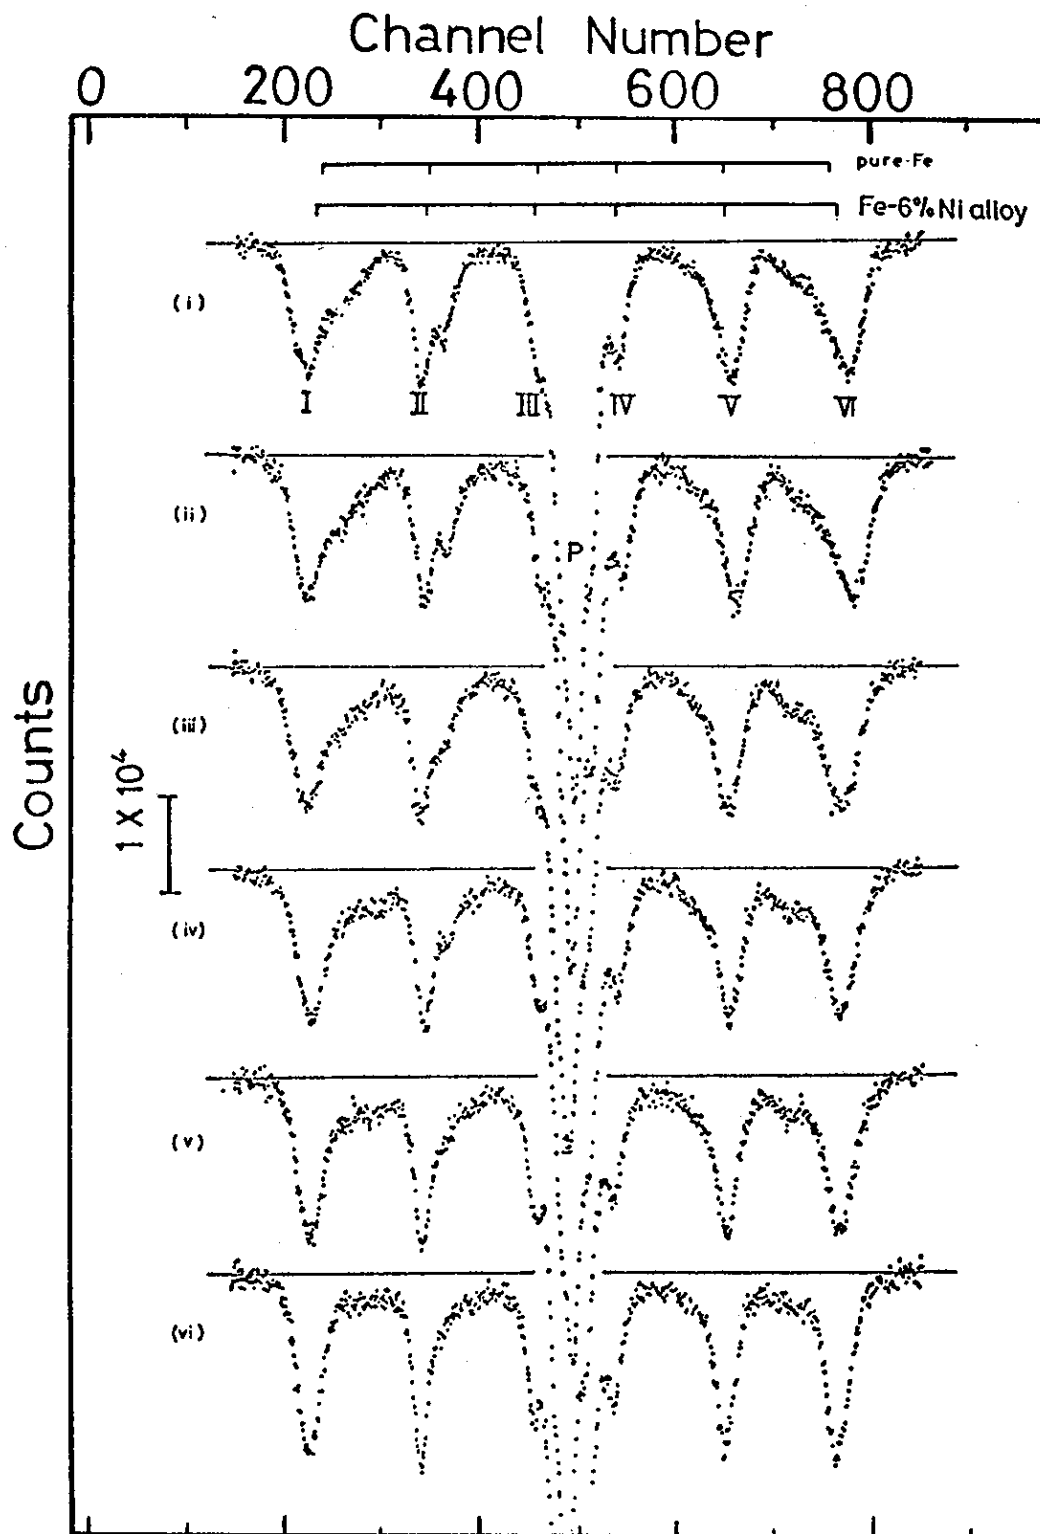 Channel Number
0 200 400 600 800
pure-Fe
Fe-6%Ni alloy
(i)
I II III IV V VI
(ii)
P
(iii)
Counts
1 X 10⁴
(iv)
(v)
(vi)